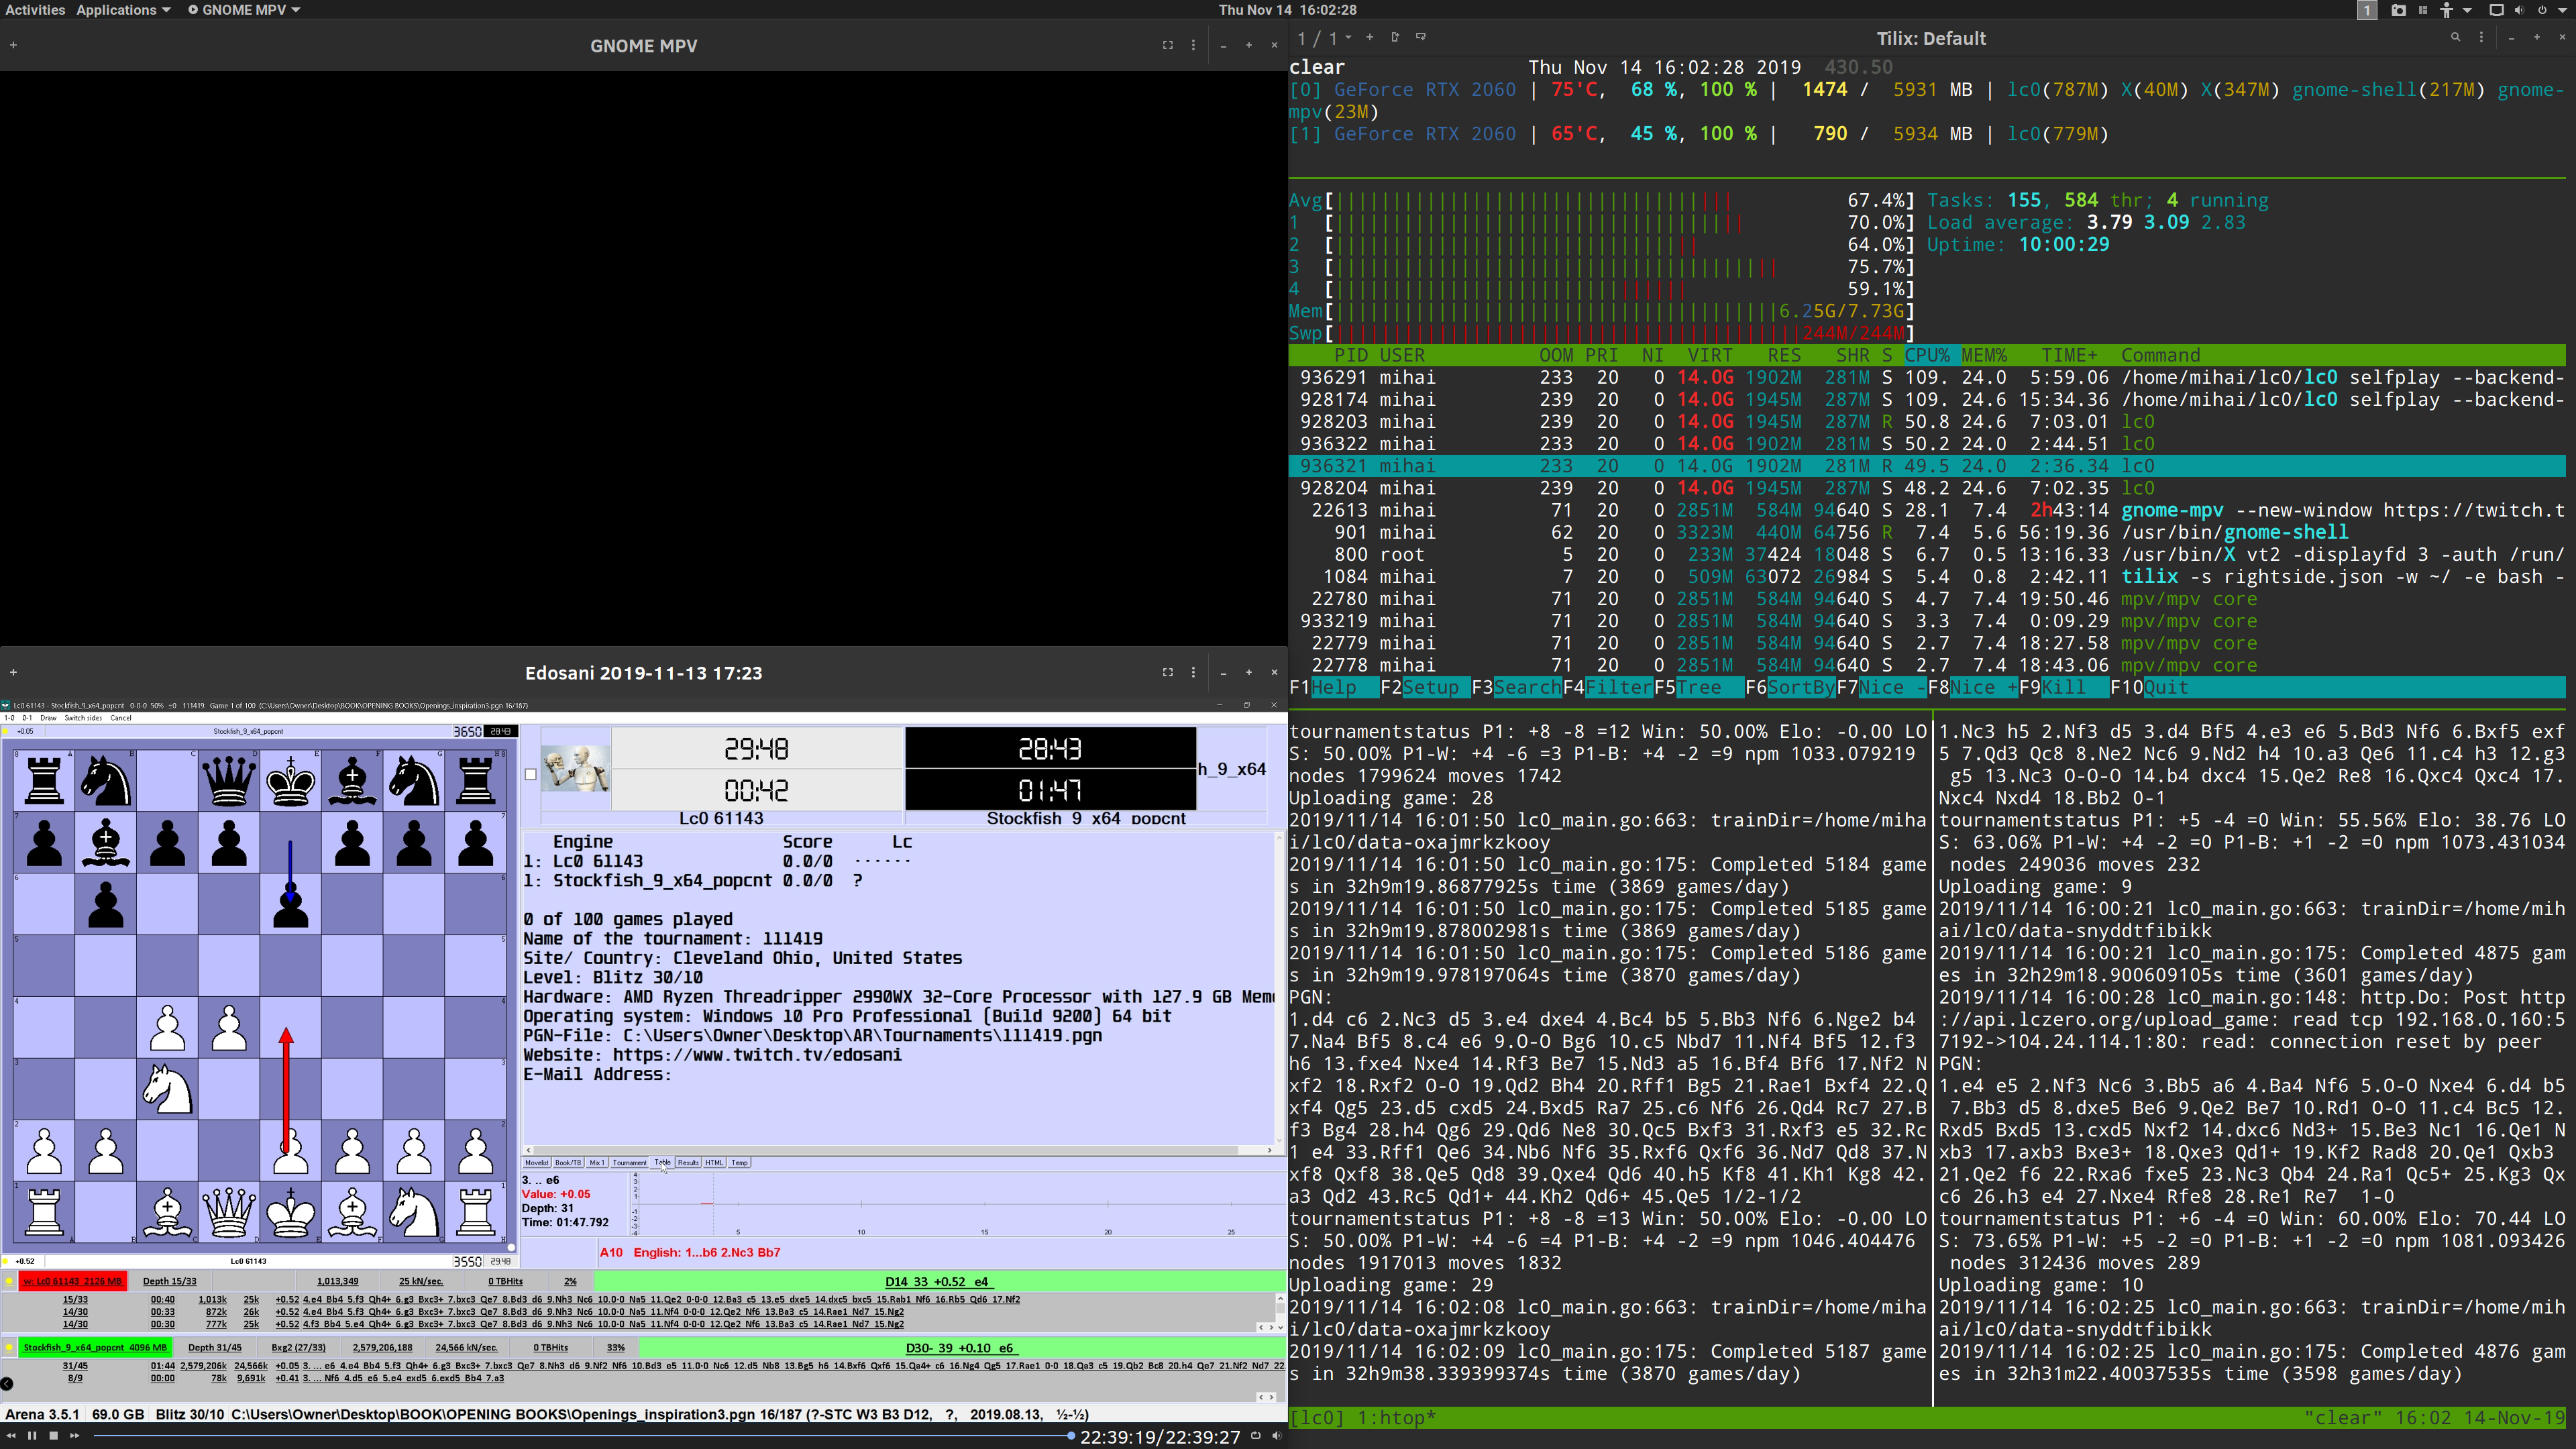 Activities Applications GNOME MPV Thu Nov 14 16:02:28 1
GNOME MPV
1 / 1 Tilix: Default
clear Thu Nov 14 16:02:28 2019 430.50
[0] GeForce RTX 2060 | 75'C, 68 %, 100 % | 1474 / 5931 MB | lc0(787M) X(40M) X(347M) gnome-shell(217M) gnome-
mpv(23M)
[1] GeForce RTX 2060 | 65'C, 45 %, 100 % | 790 / 5934 MB | lc0(779M)
Avg[ 67.4%] Tasks: 155, 584 thr; 4 running
1 [ 70.0%] Load average: 3.79 3.09 2.83
2 [ 64.0%] Uptime: 10:00:29
3 [ 75.7%]
4 [ 59.1%]
Mem[ 6.25G/7.73G]
Swp[ 244M/244M]
PID USER OOM PRI NI VIRT RES SHR S CPU% MEM% TIME+ Command
936291 mihai 233 20 0 14.0G 1902M 281M S 109. 24.0 5:59.06 /home/mihai/lc0/lc0 selfplay --backend-
928174 mihai 239 20 0 14.0G 1945M 287M S 109. 24.6 15:34.36 /home/mihai/lc0/lc0 selfplay --backend-
928203 mihai 239 20 0 14.0G 1945M 287M R 50.8 24.6 7:03.01 lc0
936322 mihai 233 20 0 14.0G 1902M 281M S 50.2 24.0 2:44.51 lc0
936321 mihai 233 20 0 14.0G 1902M 281M R 49.5 24.0 2:36.34 lc0
928204 mihai 239 20 0 14.0G 1945M 287M S 48.2 24.6 7:02.35 lc0
22613 mihai 71 20 0 2851M 584M 94640 S 28.1 7.4 2h43:14 gnome-mpv --new-window https://twitch.t
901 mihai 62 20 0 3323M 440M 64756 R 7.4 5.6 56:19.36 /usr/bin/gnome-shell
800 root 5 20 0 233M 37424 18048 S 6.7 0.5 13:16.33 /usr/bin/X vt2 -displayfd 3 -auth /run/
1084 mihai 7 20 0 509M 63072 26984 S 5.4 0.8 2:42.11 tilix -s rightside.json -w ~/ -e bash -
22780 mihai 71 20 0 2851M 584M 94640 S 4.7 7.4 19:50.46 mpv/mpv core
933219 mihai 71 20 0 2851M 584M 94640 S 3.3 7.4 0:09.29 mpv/mpv core
22779 mihai 71 20 0 2851M 584M 94640 S 2.7 7.4 18:27.58 mpv/mpv core
22778 mihai 71 20 0 2851M 584M 94640 S 2.7 7.4 18:43.06 mpv/mpv core
F1Help F2Setup F3SearchF4FilterF5Tree F6SortByF7Nice -F8Nice +F9Kill F10Quit
tournamentstatus P1: +8 -8 =12 Win: 50.00% Elo: -0.00 LO
S: 50.00% P1-W: +4 -6 =3 P1-B: +4 -2 =9 npm 1033.079219
nodes 1799624 moves 1742
Uploading game: 28
2019/11/14 16:01:50 lc0_main.go:663: trainDir=/home/miha
i/lc0/data-oxajmrkzkooy
2019/11/14 16:01:50 lc0_main.go:175: Completed 5184 game
s in 32h9m19.86877925s time (3869 games/day)
2019/11/14 16:01:50 lc0_main.go:175: Completed 5185 game
s in 32h9m19.878002981s time (3869 games/day)
2019/11/14 16:01:50 lc0_main.go:175: Completed 5186 game
s in 32h9m19.978197064s time (3870 games/day)
PGN:
1.d4 c6 2.Nc3 d5 3.e4 dxe4 4.Bc4 b5 5.Bb3 Nf6 6.Nge2 b4
7.Na4 Bf5 8.c4 e6 9.O-O Bg6 10.c5 Nbd7 11.Nf4 Bf5 12.f3
h6 13.fxe4 Nxe4 14.Rf3 Be7 15.Nd3 a5 16.Bf4 Bf6 17.Nf2 N
xf2 18.Rxf2 O-O 19.Qd2 Bh4 20.Rff1 Bg5 21.Rae1 Bxf4 22.Q
xf4 Qg5 23.d5 cxd5 24.Bxd5 Ra7 25.c6 Nf6 26.Qd4 Rc7 27.B
f3 Bg4 28.h4 Qg6 29.Qd6 Ne8 30.Qc5 Bxf3 31.Rxf3 e5 32.Rc
1 e4 33.Rff1 e6 34.Nb6 Nf6 35.Rxf6 Qxf6 36.Nd7 Qd8 37.N
xf8 Qxf8 38.Qe5 Qd8 39.Qxe4 Qd6 40.h5 Kf8 41.Kh1 Kg8 42.
a3 Qd2 43.Rc5 Qd1+ 44.Kh2 Qd6+ 45.Qe5 1/2-1/2
tournamentstatus P1: +8 -8 =13 Win: 50.00% Elo: -0.00 LO
S: 50.00% P1-W: +4 -6 =4 P1-B: +4 -2 =9 npm 1046.404476
nodes 1917013 moves 1832
Uploading game: 29
2019/11/14 16:02:08 lc0_main.go:663: trainDir=/home/miha
i/lc0/data-oxajmrkzkooy
2019/11/14 16:02:09 lc0_main.go:175: Completed 5187 game
s in 32h9m38.339399374s time (3870 games/day)
1.Nc3 h5 2.Nf3 d5 3.d4 Bf5 4.e3 e6 5.Bd3 Nf6 6.Bxf5 exf
5 7.Qd3 Qc8 8.Ne2 Nc6 9.Nd2 h4 10.a3 Qe6 11.c4 h3 12.g3
g5 13.Nc3 O-O-O 14.b4 dxc4 15.Qe2 Re8 16.Qxc4 Qxc4 17.
Nxc4 Nxd4 18.Bb2 0-1
tournamentstatus P1: +5 -4 =0 Win: 55.56% Elo: 38.76 LO
S: 63.06% P1-W: +4 -2 =0 P1-B: +1 -2 =0 npm 1073.431034
nodes 249036 moves 232
Uploading game: 9
2019/11/14 16:00:21 lc0_main.go:663: trainDir=/home/mih
ai/lc0/data-snyddtfibikk
2019/11/14 16:00:21 lc0_main.go:175: Completed 4875 gam
es in 32h29m18.900609105s time (3601 games/day)
2019/11/14 16:00:28 lc0_main.go:148: http.Do: Post http
://api.lczero.org/upload_game: read tcp 192.168.0.160:5
7192->104.24.114.1:80: read: connection reset by peer
PGN:
1.e4 e5 2.Nf3 Nc6 3.Bb5 a6 4.Ba4 Nf6 5.O-O Nxe4 6.d4 b5
7.Bb3 d5 8.dxe5 Be6 9.Qe2 Be7 10.Rd1 O-O 11.c4 Bc5 12.
Rxd5 Bxd5 13.cxd5 Nxf2 14.dxc6 Nd3+ 15.Be3 Nc1 16.Qe1 N
xb3 17.axb3 Bxe3+ 18.Qxe3 Qd1+ 19.Kf2 Rad8 20.Qe1 Qxb3
21.Qe2 f6 22.Rxa6 fxe5 23.Nc3 Qb4 24.Ra1 Qc5+ 25.Kg3 Qx
c6 26.h3 e4 27.Nxe4 Rfe8 28.Re1 Re7 1-0
tournamentstatus P1: +6 -4 =0 Win: 60.00% Elo: 70.44 LO
S: 73.65% P1-W: +5 -2 =0 P1-B: +1 -2 =0 npm 1081.093426
nodes 312436 moves 289
Uploading game: 10
2019/11/14 16:02:25 lc0_main.go:663: trainDir=/home/mih
ai/lc0/data-snyddtfibikk
2019/11/14 16:02:25 lc0_main.go:175: Completed 4876 gam
es in 32h31m22.40037535s time (3598 games/day)
[lc0] 1:htop* "clear" 16:02 14-Nov-19
Edosani 2019-11-13 17:23
Lc0 61143 - Stockfish_9_x64_popcnt 0-0-0 50% ±0 111419: Game 1 of 100 (C:\Users\Owner\Desktop\BOOK\OPENING BOOKS\Openings_inspiration3.pgn 16/187)
1-0 0-1 Draw Switch sides Cancel
+0.05 Stockfish_9_x64_popcnt 3650 28:43
29:48 28:43
h_9_x64
00:42 01:47
Lc0 61143 Stockfish 9 x64 popcnt
Engine Score Lc
1: Lc0 61143 0.0/0 ······
1: Stockfish_9_x64_popcnt 0.0/0 ?
0 of 100 games played
Name of the tournament: 111419
Site/ Country: Cleveland Ohio, United States
Level: Blitz 30/10
Hardware: AMD Ryzen Threadripper 2990WX 32-Core Processor with 127.9 GB Mem
Operating system: Windows 10 Pro Professional (Build 9200) 64 bit
PGN-File: C:\Users\Owner\Desktop\AR\Tournaments\111419.pgn
Website: https://www.twitch.tv/edosani
E-Mail Address:
Movelist Book/TB Mix 1 Tournament Table Results HTML Temp
3. .. e6
Value: +0.05
Depth: 31
Time: 01:47.792
5 10 15 20 25
A10 English: 1...b6 2.Nc3 Bb7
+0.52 Lc0 61143 3550 29:48
w: Lc0 61143 2126 MB Depth 15/33 1,013,349 25 kN/sec. 0 TBHits 2% D14 33 +0.52 e4
15/33 00:40 1,013k 25k +0.52 4.e4 Bb4 5.f3 Qh4+ 6.g3 Bxc3+ 7.bxc3 Qe7 8.Bd3 d6 9.Nh3 Nc6 10.0-0 Na5 11.Qe2 0-0-0 12.Ba3 c5 13.e5 dxe5 14.dxc5 bxc5 15.Rab1 Nf6 16.Rb5 Qd6 17.Nf2
14/30 00:33 872k 26k +0.52 4.e4 Bb4 5.f3 Qh4+ 6.g3 Bxc3+ 7.bxc3 Qe7 8.Bd3 d6 9.Nh3 Nc6 10.0-0 Na5 11.Nf4 0-0-0 12.Qe2 Nf6 13.Ba3 c5 14.Rae1 Nd7 15.Ng2
14/30 00:30 777k 25k +0.52 4.f3 Bb4 5.e4 Qh4+ 6.g3 Bxc3+ 7.bxc3 Qe7 8.Bd3 d6 9.Nh3 Nc6 10.0-0 Na5 11.Nf4 0-0-0 12.Qe2 Nf6 13.Ba3 c5 14.Rae1 Nd7 15.Ng2
Stockfish_9_x64_popcnt 4096 MB Depth 31/45 Bxg2 (27/33) 2,579,206,188 24,566 kN/sec. 0 TBHits 33% D30- 39 +0.10 e6
31/45 01:44 2,579,206k 24,566k +0.05 3. ... e6 4.e4 Bb4 5.f3 Qh4+ 6.g3 Bxc3+ 7.bxc3 Qe7 8.Nh3 d6 9.Nf2 Nf6 10.Bd3 e5 11.0-0 Nc6 12.d5 Nb8 13.Bg5 h6 14.Bxf6 Qxf6 15.Qa4+ c6 16.Ng4 Qg5 17.Rae1 0-0 18.Qa3 c5 19.Qb2 Bc8 20.h4 Qe7 21.Nf2 Nd7 22
8/9 00:00 78k 9,691k +0.41 3. ... Nf6 4.d5 e6 5.e4 exd5 6.exd5 Bb4 7.a3
Arena 3.5.1 69.0 GB Blitz 30/10 C:\Users\Owner\Desktop\BOOK\OPENING BOOKS\Openings_inspiration3.pgn 16/187 (?-STC W3 B3 D12, ?, 2019.08.13, ½-½)
22:39:19/22:39:27